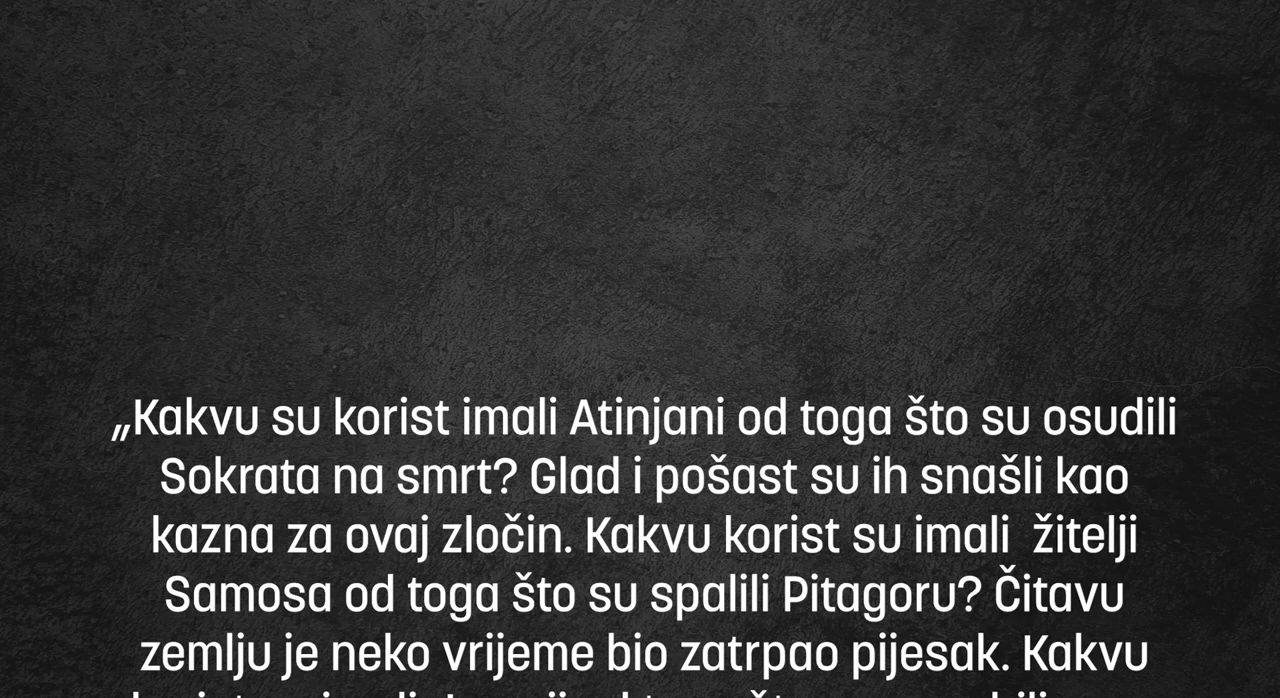 „Kakvu su korist imali Atinjani od toga što su osudili
Sokrata na smrt? Glad i pošast su ih snašli kao
kazna za ovaj zločin. Kakvu korist su imali žitelji
Samosa od toga što su spalili Pitagoru? Čitavu
zemlju je neko vrijeme bio zatrpao pijesak. Kakvu